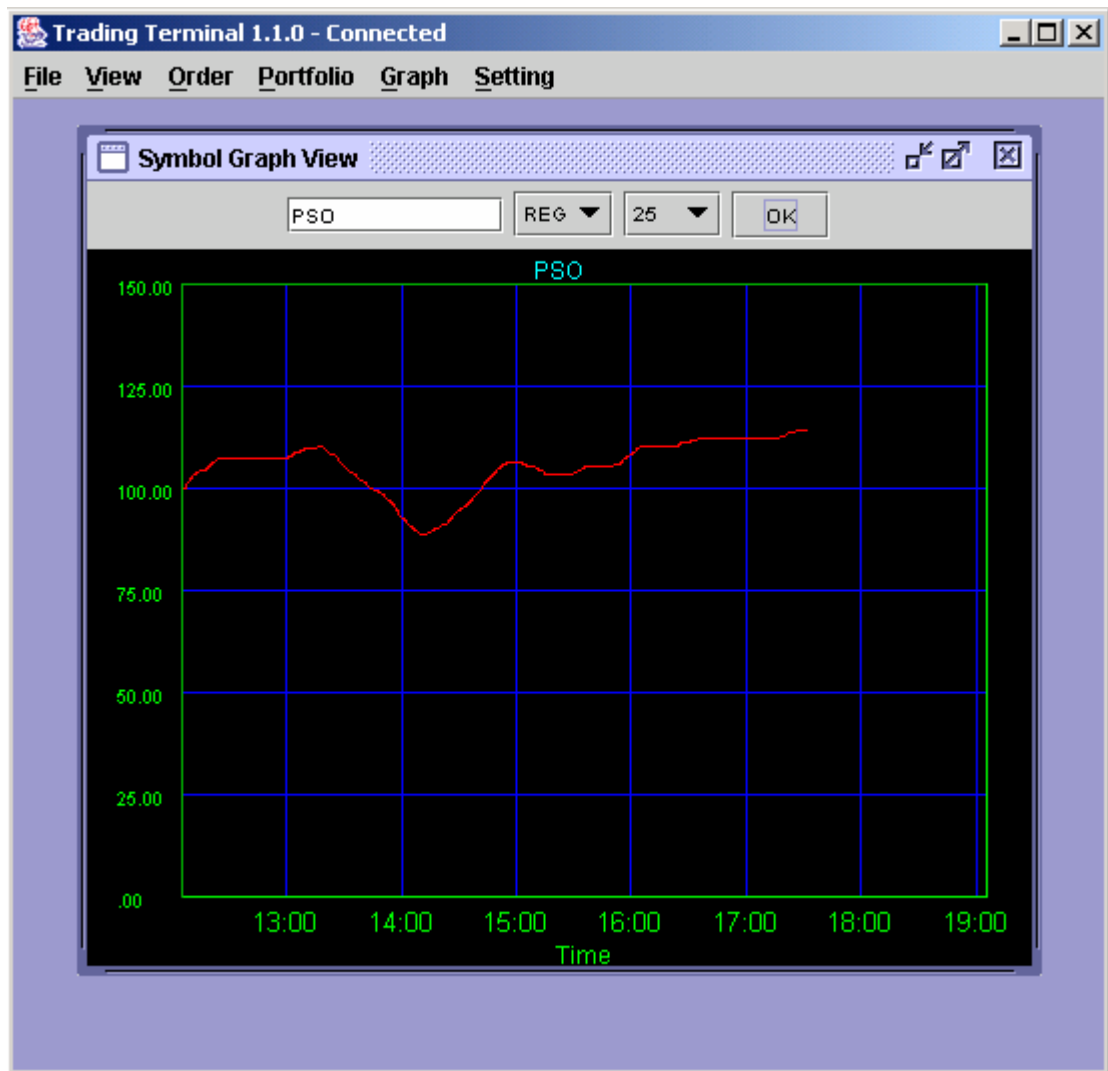 Trading Terminal 1.1.0 - Connected
File View Order Portfolio Graph Setting
Symbol Graph View
PSO REG 25 OK
PSO
150.00
125.00
100.00
75.00
50.00
25.00
.00
13:00 14:00 15:00 16:00 17:00 18:00 19:00
Time